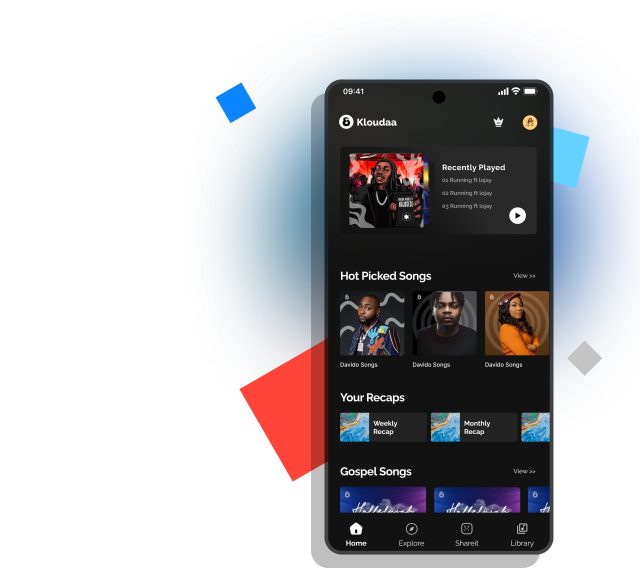 09:41
Kloudaa
Recently Played
01 Running ft lojay
02 Running ft lojay
03 Running ft lojay
Hot Picked Songs
View >>
Davido Songs
Davido Songs
Davido Songs
Your Recaps
Weekly
Recap
Monthly
Recap
Gospel Songs
View >>
Hallelujah
Hallelujah
Home
Explore
Shareit
Library